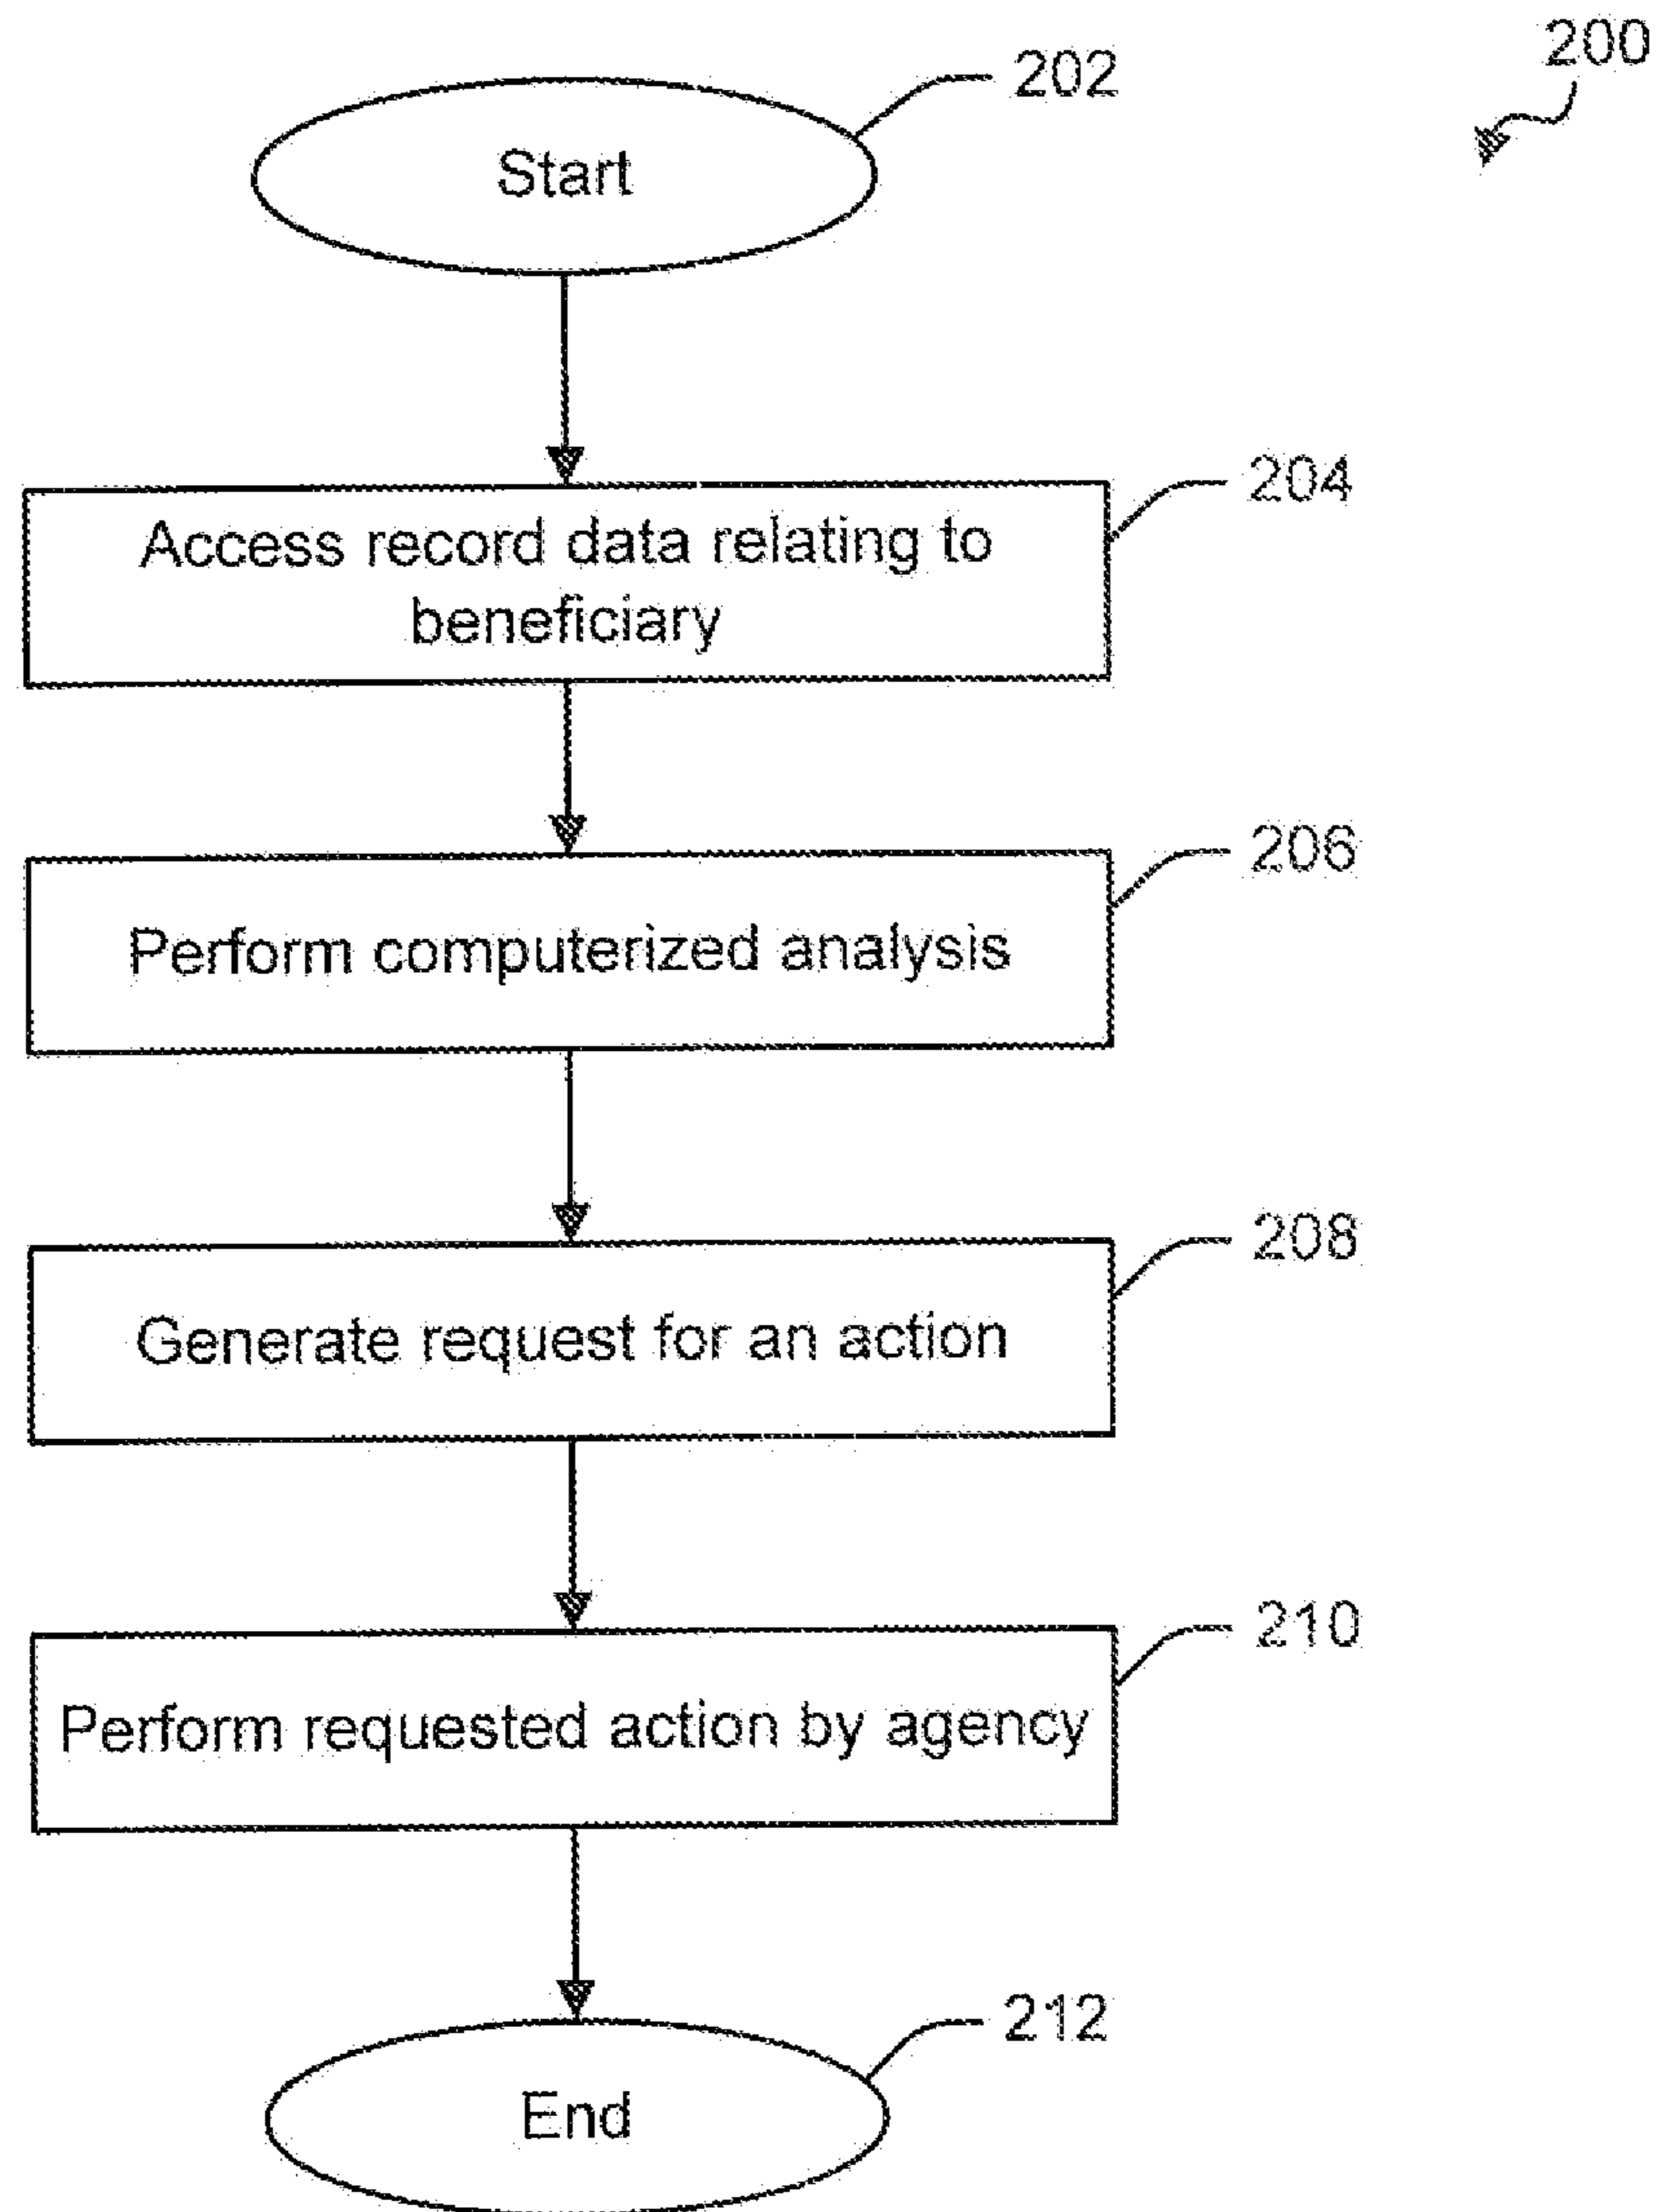 200
202
Start
204
Access record data relating to
beneficiary
206
Perform computerized analysis
208
Generate request for an action
210
Perform requested action by agency
212
End